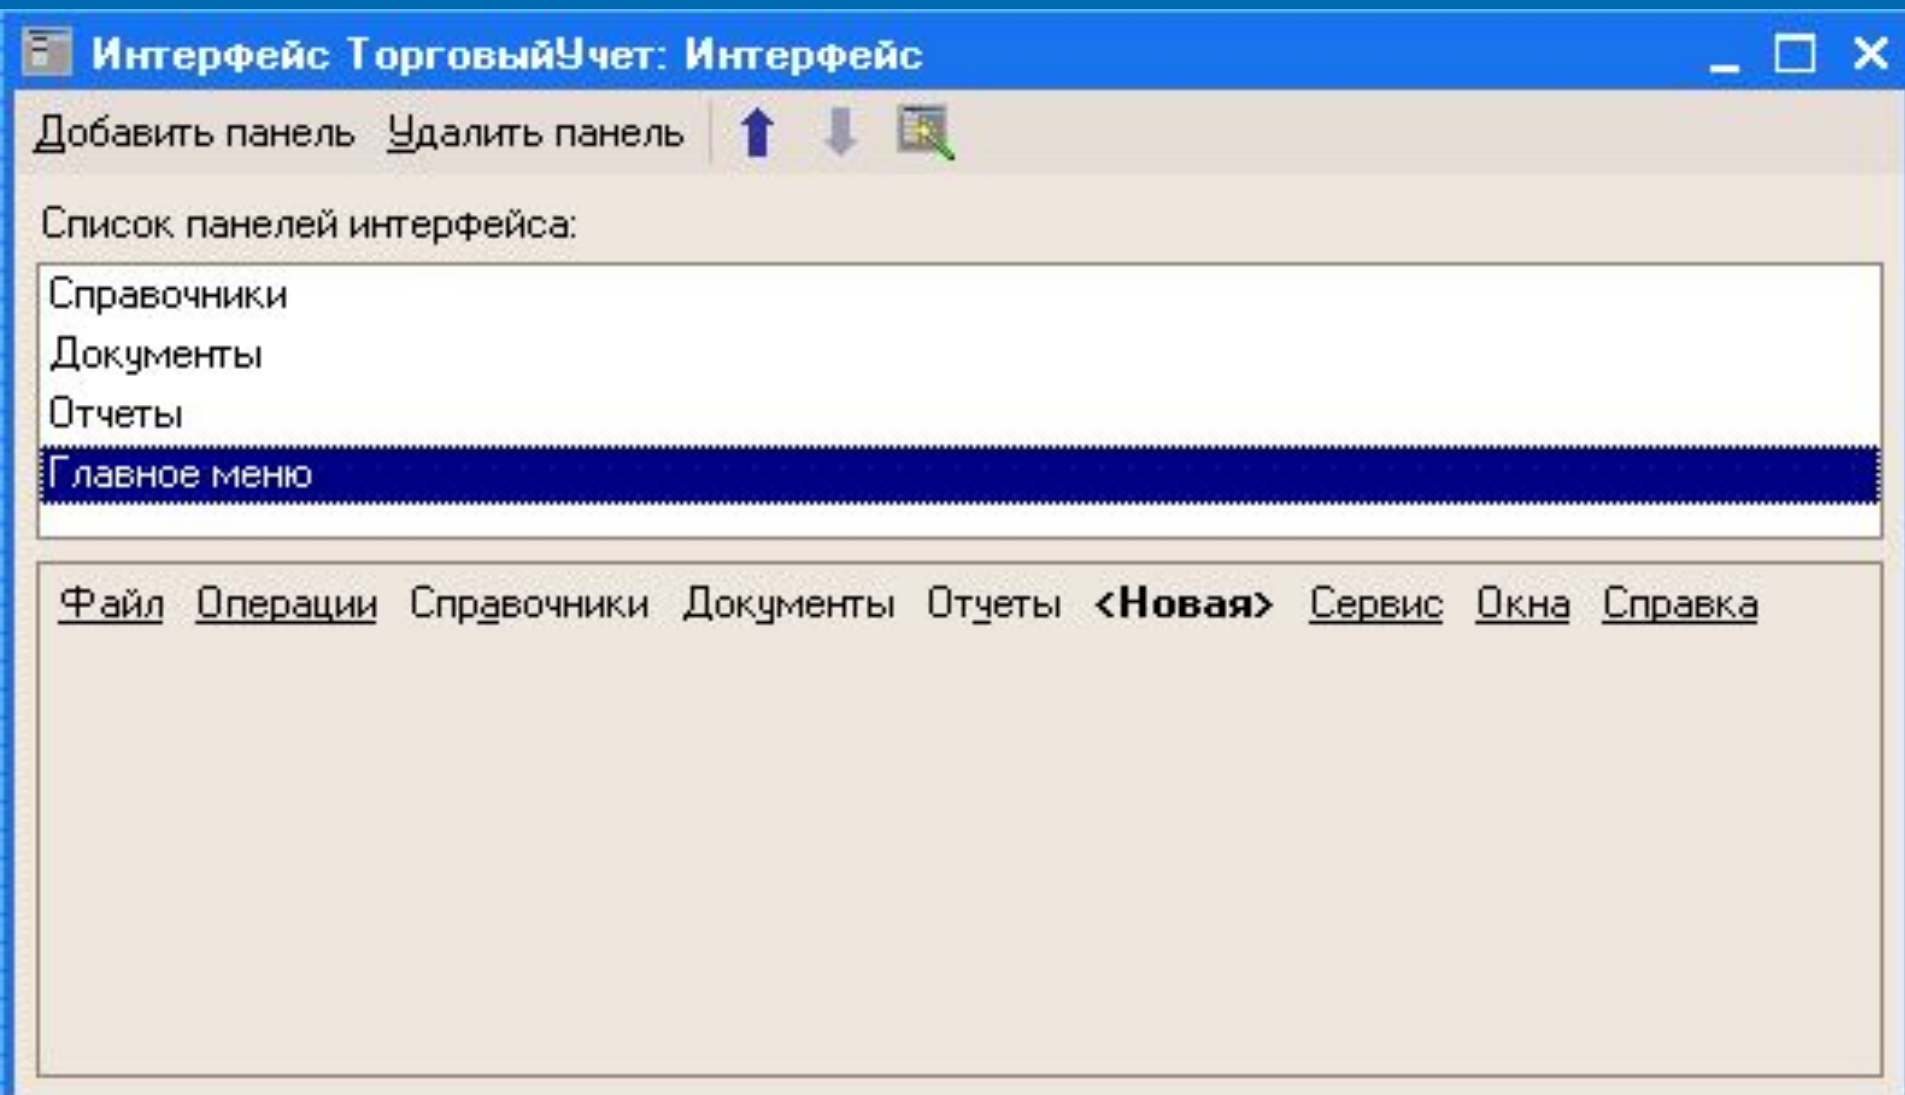 Интерфейс ТорговыйУчет: Интерфейс
Добавить панель Удалить панель
Список панелей интерфейса:
Справочники
Документы
Отчеты
Главное меню
Файл Операции Справочники Документы Отчеты <Новая> Сервис Окна Справка